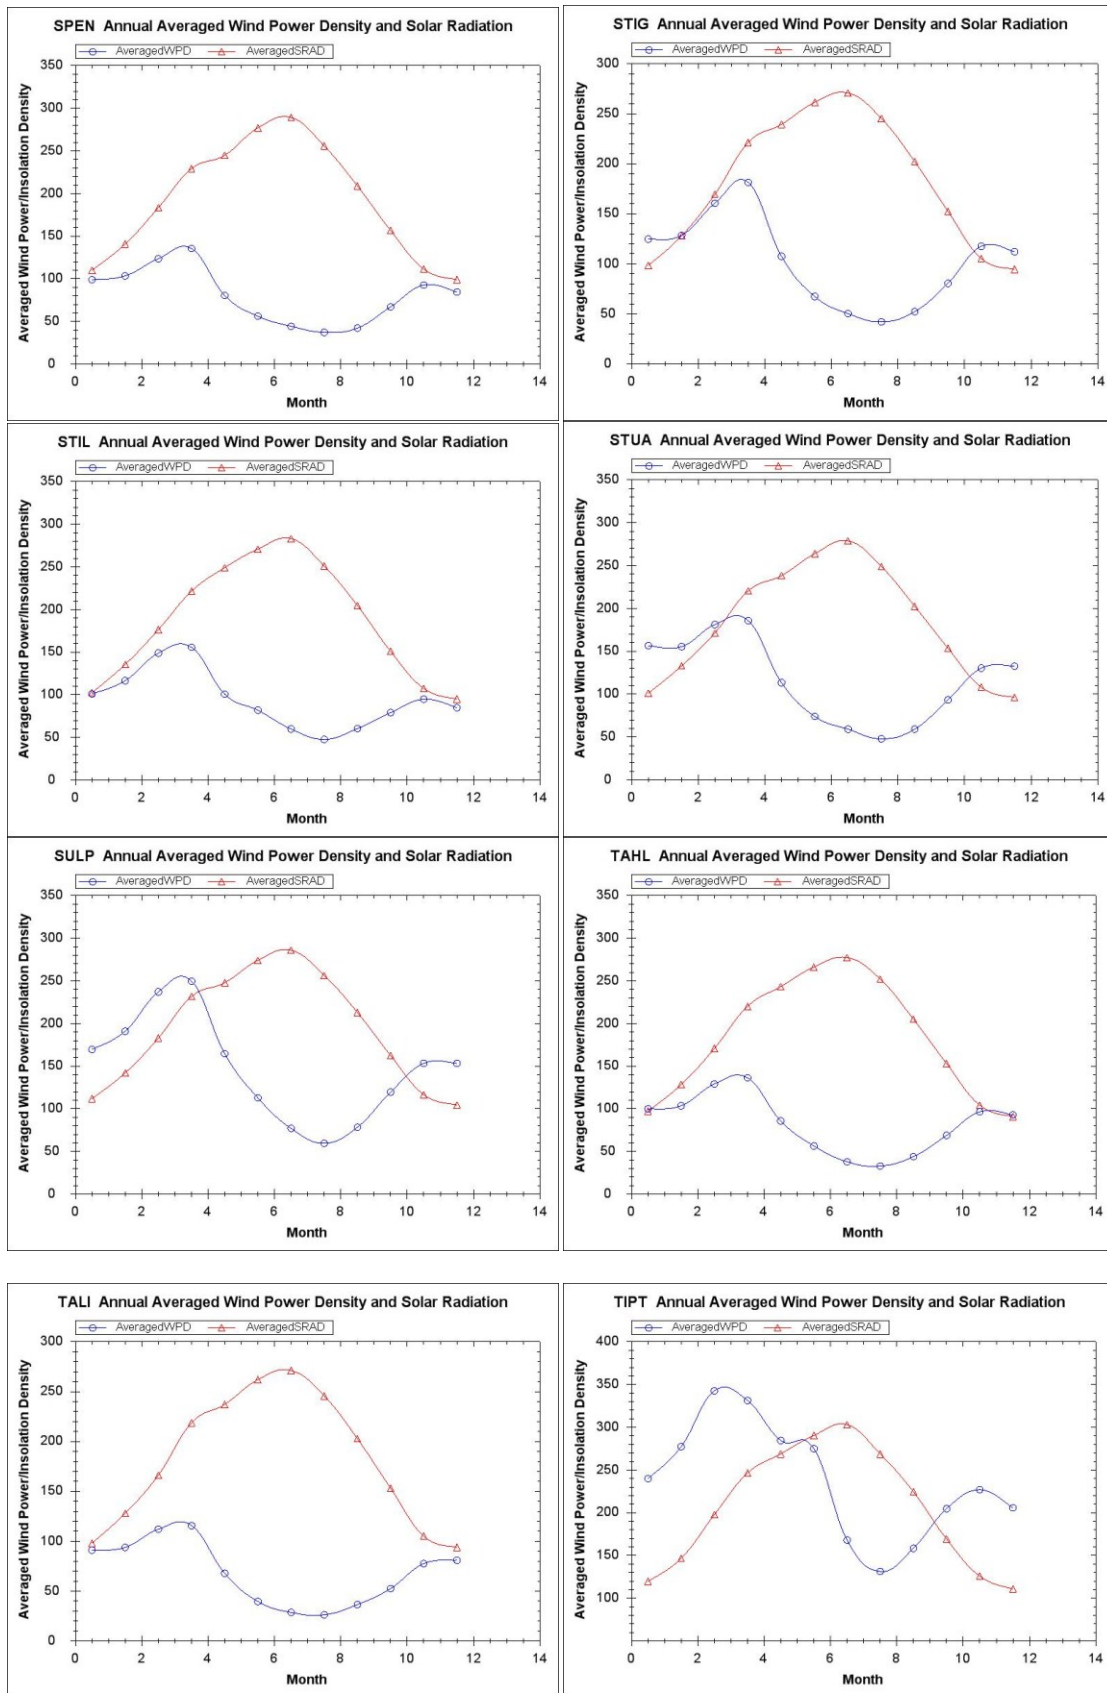 SPEN Annual Averaged Wind Power Density and Solar Radiation
AveragedWPD AveragedSRAD
Averaged Wind Power/Insolation Density
350
300
250
200
150
100
50
0
0 2 4 6 8 10 12 14
Month
STIG Annual Averaged Wind Power Density and Solar Radiation
AveragedWPD AveragedSRAD
Averaged Wind Power/Insolation Density
300
250
200
150
100
50
0
0 2 4 6 8 10 12 14
Month
STIL Annual Averaged Wind Power Density and Solar Radiation
AveragedWPD AveragedSRAD
Averaged Wind Power/Insolation Density
350
300
250
200
150
100
50
0
0 2 4 6 8 10 12 14
Month
STUA Annual Averaged Wind Power Density and Solar Radiation
AveragedWPD AveragedSRAD
Averaged Wind Power/Insolation Density
350
300
250
200
150
100
50
0
0 2 4 6 8 10 12 14
Month
SULP Annual Averaged Wind Power Density and Solar Radiation
AveragedWPD AveragedSRAD
Averaged Wind Power/Insolation Density
350
300
250
200
150
100
50
0
0 2 4 6 8 10 12 14
Month
TAHL Annual Averaged Wind Power Density and Solar Radiation
AveragedWPD AveragedSRAD
Averaged Wind Power/Insolation Density
350
300
250
200
150
100
50
0
0 2 4 6 8 10 12 14
Month
TALI Annual Averaged Wind Power Density and Solar Radiation
AveragedWPD AveragedSRAD
Averaged Wind Power/Insolation Density
300
250
200
150
100
50
0
0 2 4 6 8 10 12 14
Month
TIPT Annual Averaged Wind Power Density and Solar Radiation
AveragedWPD AveragedSRAD
Averaged Wind Power/Insolation Density
400
350
300
250
200
150
100
0 2 4 6 8 10 12 14
Month